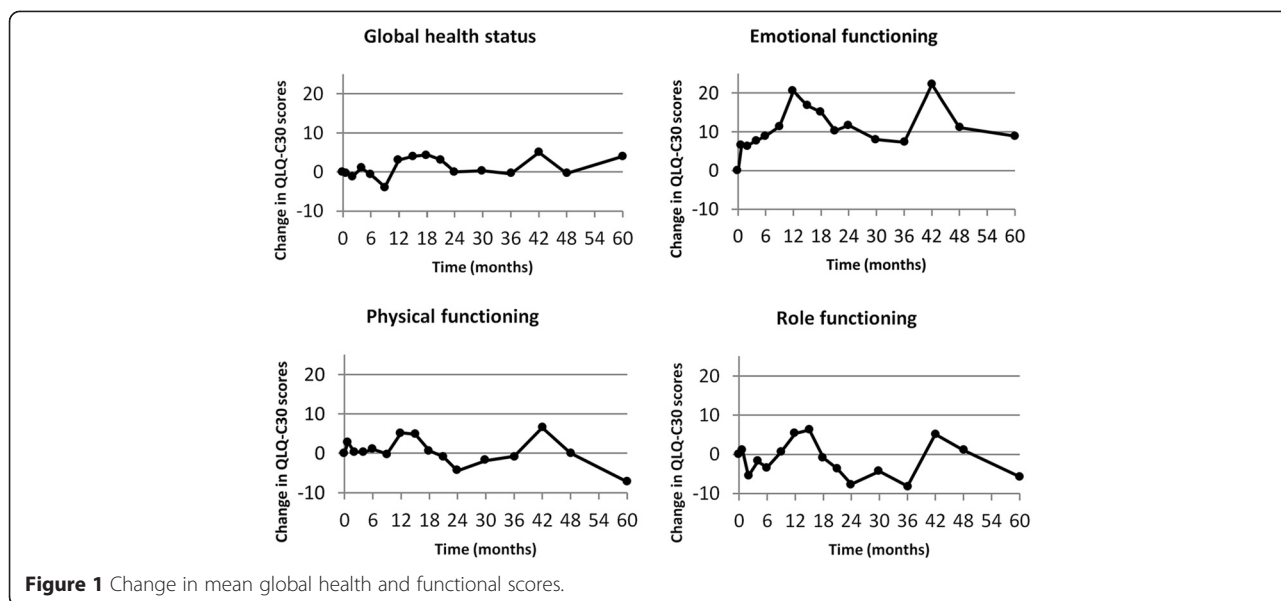 Global health status
Change in QLQ-C30 scores
20
10
0
-10
0 6 12 18 24 30 36 42 48 54 60
Time (months)
Emotional functioning
Change in QLQ-C30 scores
20
10
0
-10
0 6 12 18 24 30 36 42 48 54 60
Time (months)
Physical functioning
Change in QLQ-C30 scores
20
10
0
-10
0 6 12 18 24 30 36 42 48 54 60
Time (months)
Role functioning
Change in QLQ-C30 scores
20
10
0
-10
0 6 12 18 24 30 36 42 48 54 60
Time (months)
Figure 1 Change in mean global health and functional scores.